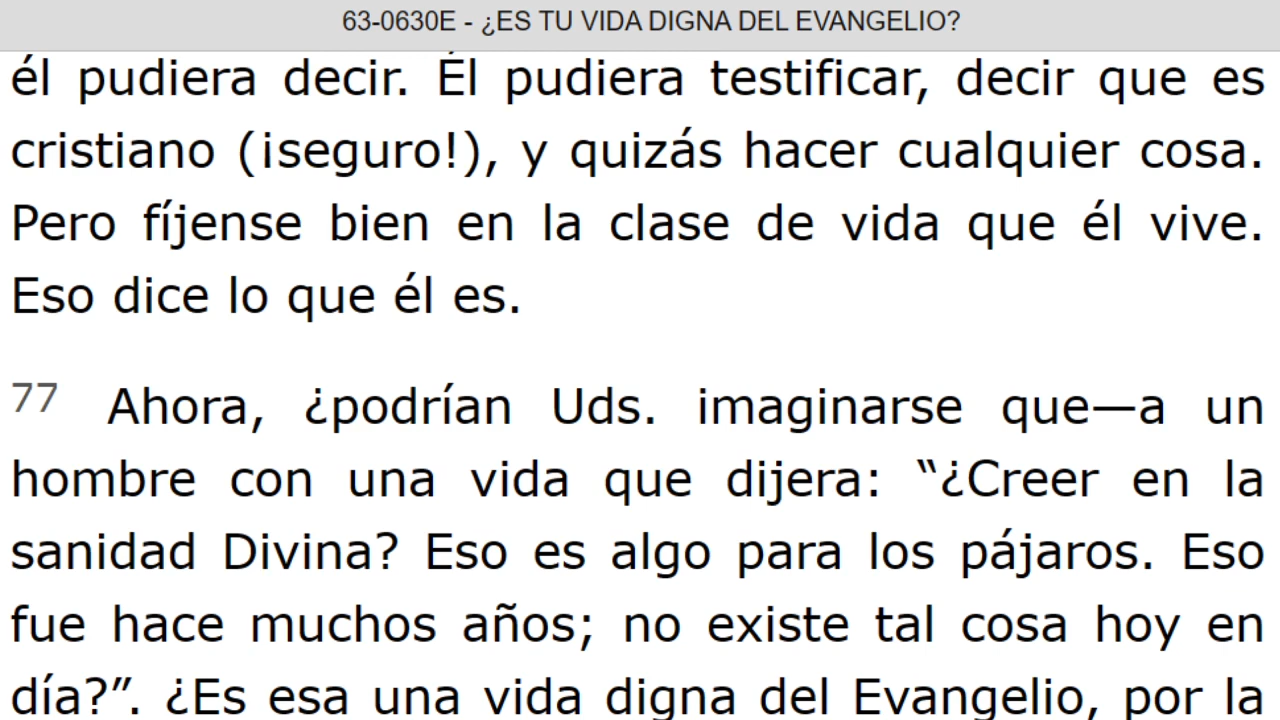 63-0630E - ¿ES TU VIDA DIGNA DEL EVANGELIO?
él pudiera decir. Él pudiera testificar, decir que es
cristiano (¡seguro!), y quizás hacer cualquier cosa.
Pero fíjense bien en la clase de vida que él vive.
Eso dice lo que él es.
77 Ahora, ¿podrían Uds. imaginarse que—a un
hombre con una vida que dijera: “¿Creer en la
sanidad Divina? Eso es algo para los pájaros. Eso
fue hace muchos años; no existe tal cosa hoy en
día?”. ¿Es esa una vida digna del Evangelio, por la